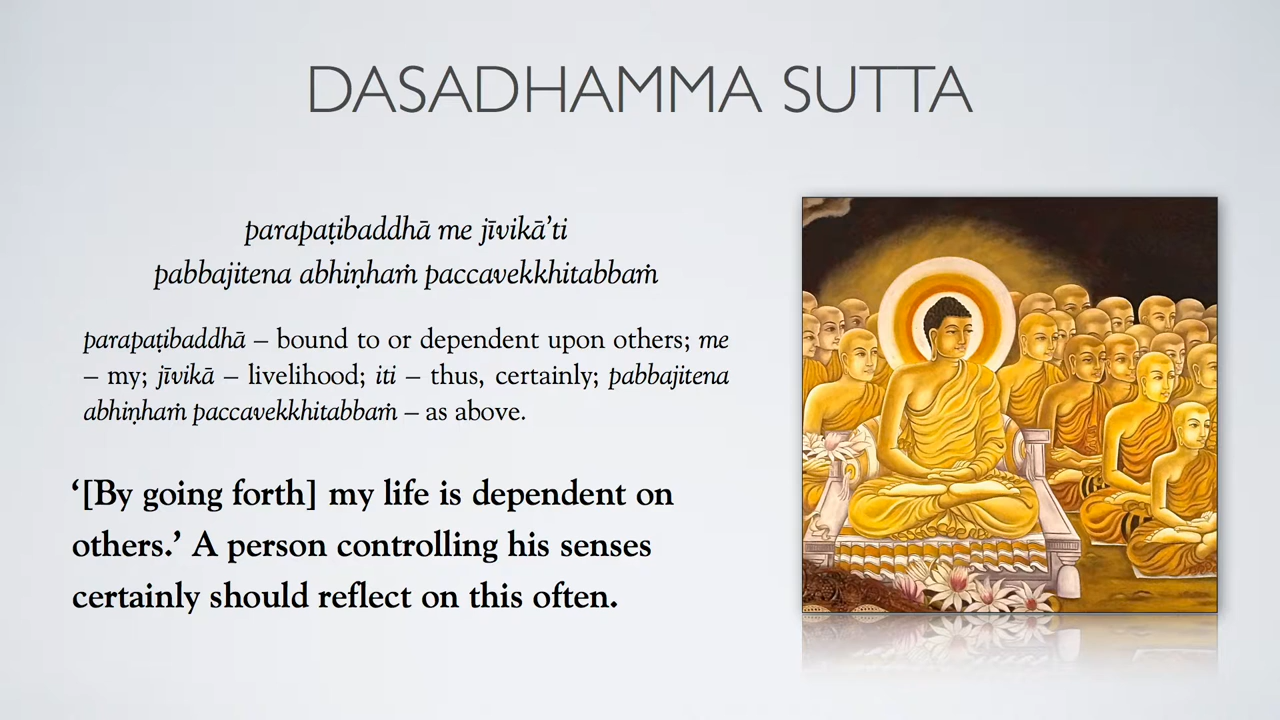 DASADHAMMA SUTTA
parapaṭibaddhā me jīvikā’ti
pabbajitena abhiṇhaṁ paccavekkhitabbaṁ
parapaṭibaddhā – bound to or dependent upon others; me
– my; jīvikā – livelihood; iti – thus, certainly; pabbajitena
abhiṇhaṁ paccavekkhitabbaṁ – as above.
‘[By going forth] my life is dependent on
others.’ A person controlling his senses
certainly should reflect on this often.